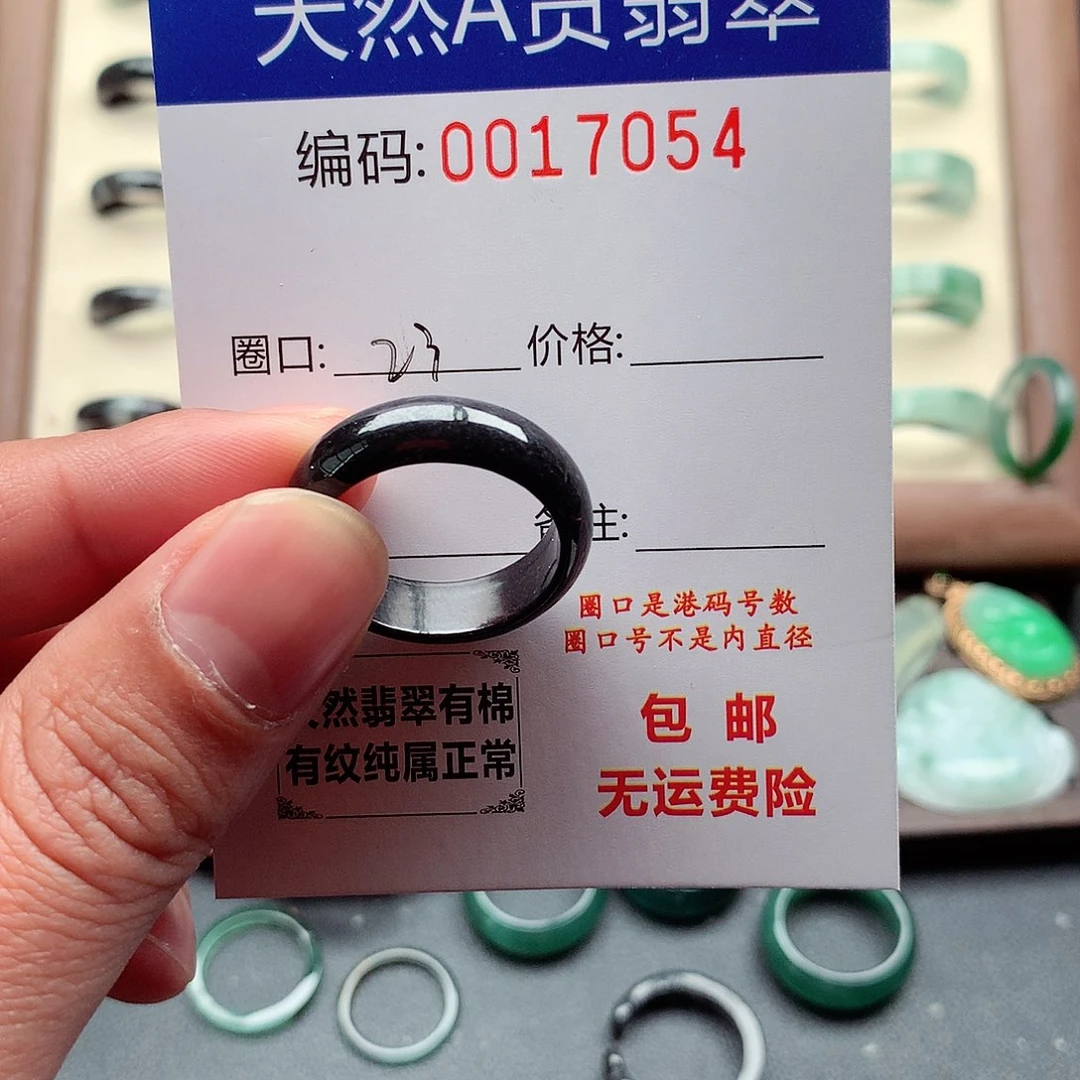 天然A货翡翠
编码:0017054
圈口: 23 价格:
备注:
圈口是港码号数
圈口号不是内直径
天然翡翠有棉
有纹纯属正常
包 邮
无运费险